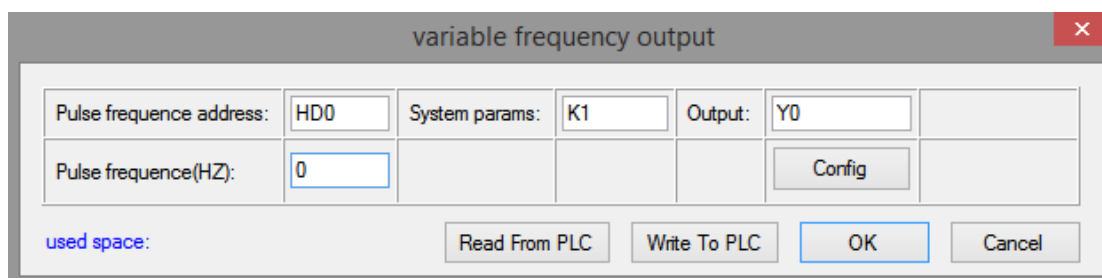 variable frequency output
Pulse frequence address: HD0 System params: K1 Output: Y0
Pulse frequency(HZ): 0 Config
used space: Read From PLC Write To PLC OK Cancel